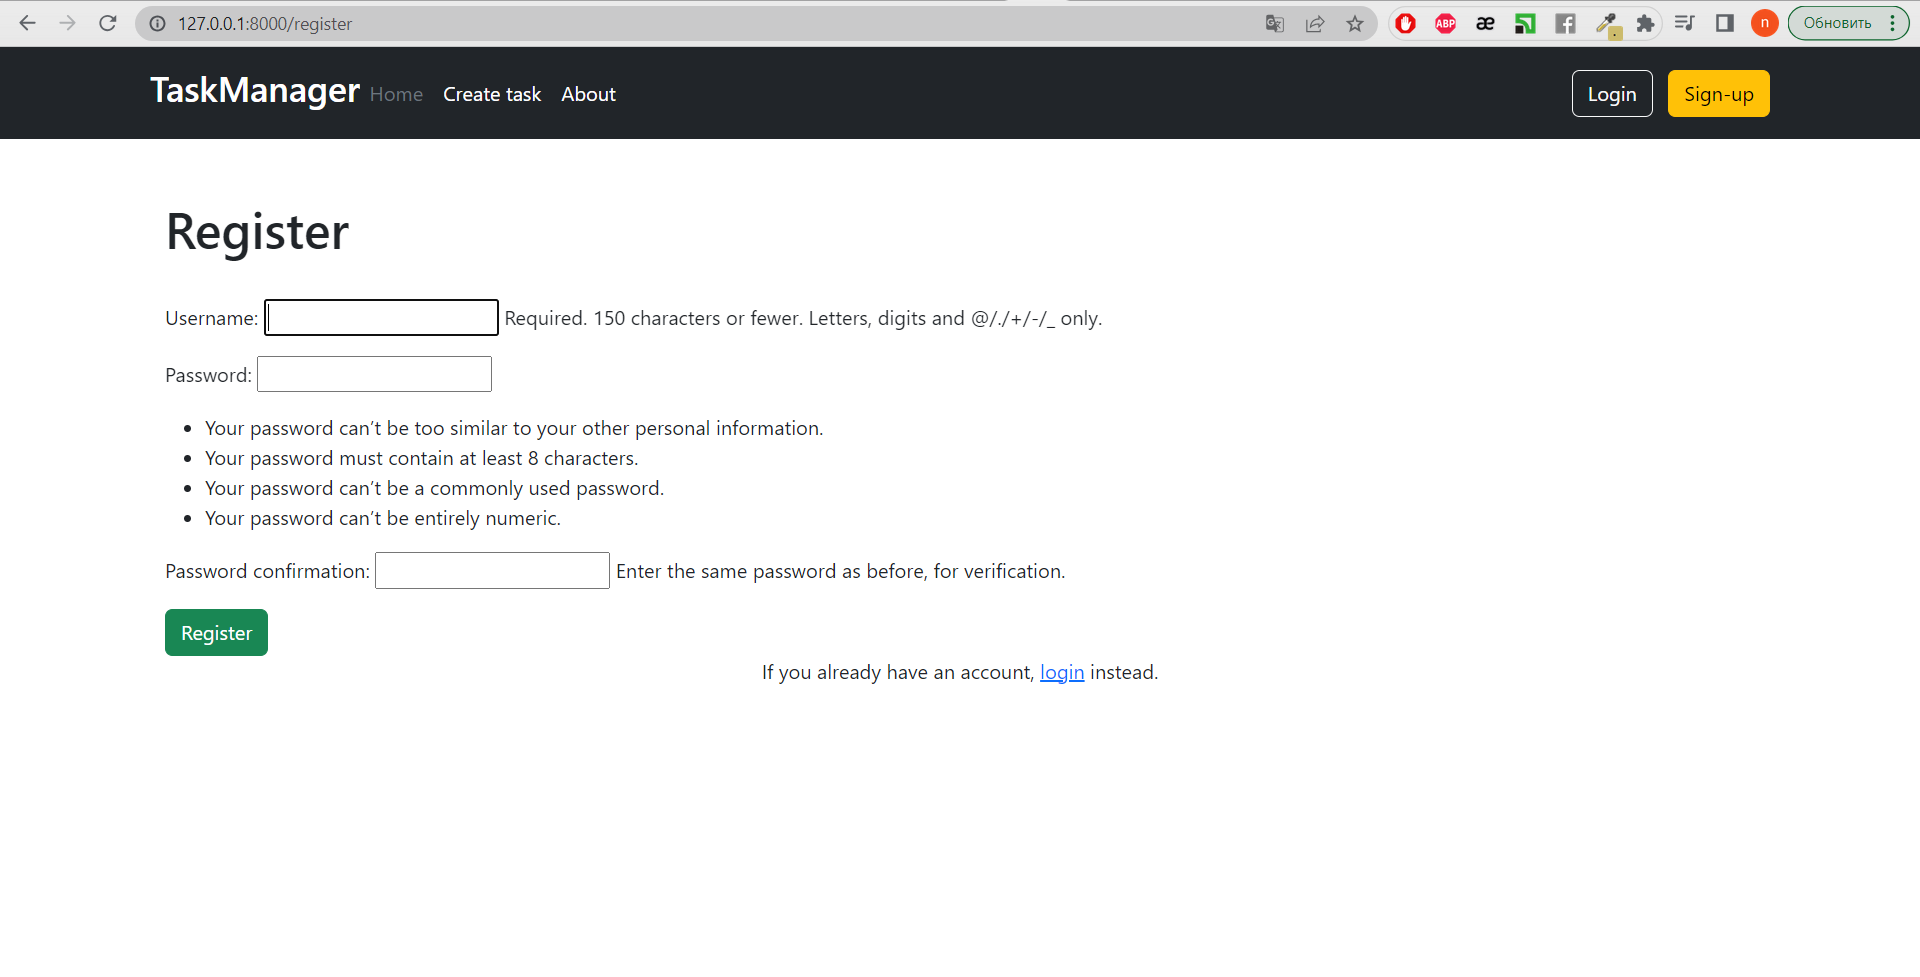 127.0.0.1:8000/register
ABP
æ
n
Обновить
TaskManager Home Create task About
Login Sign-up
Register
Username: Required. 150 characters or fewer. Letters, digits and @/./+/-/_ only.
Password:
Your password can’t be too similar to your other personal information.
Your password must contain at least 8 characters.
Your password can’t be a commonly used password.
Your password can’t be entirely numeric.
Password confirmation: Enter the same password as before, for verification.
Register
If you already have an account, login instead.